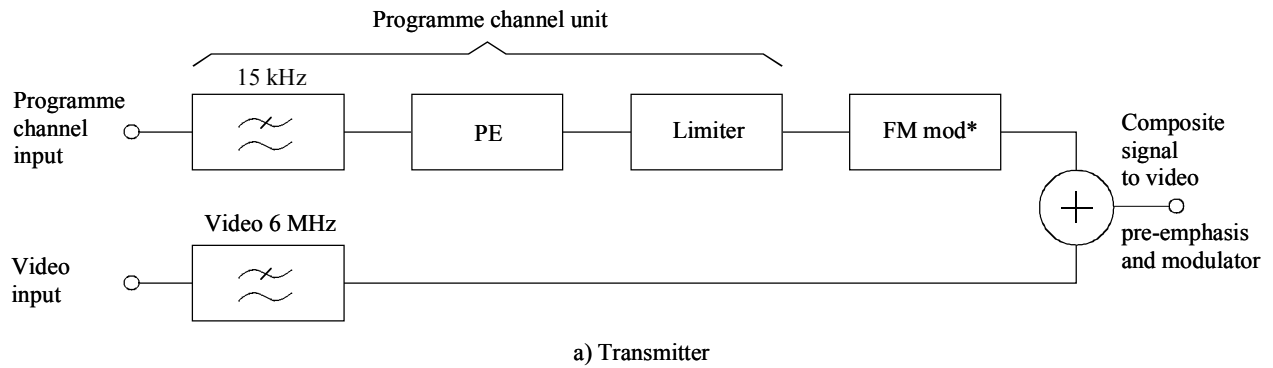 Programme channel unit
15 kHz
Programme
channel
input
PE
Limiter
FM mod*
Composite
signal
to video
pre-emphasis
and modulator
Video 6 MHz
Video
input
a) Transmitter